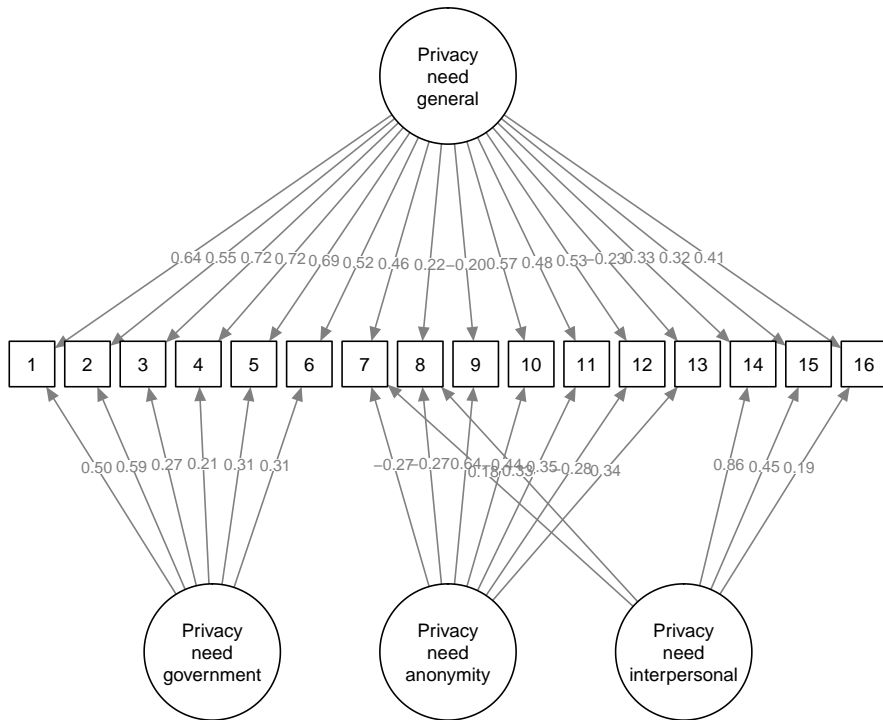 Privacy
need
general
0.64 0.55 0.72 0.72 0.69 0.52 0.46 0.22 −0.20 0.57 0.48 0.53 −0.23 0.33 0.32 0.41
1 2 3 4 5 6 7 8 9 10 11 12 13 14 15 16
0.50 0.59 0.27 0.21 0.31 0.31 −0.27 −0.27 0.64 −0.44 0.18 0.33 −0.35 −0.28 0.34 0.86 0.45 0.19
Privacy
need
government
Privacy
need
anonymity
Privacy
need
interpersonal